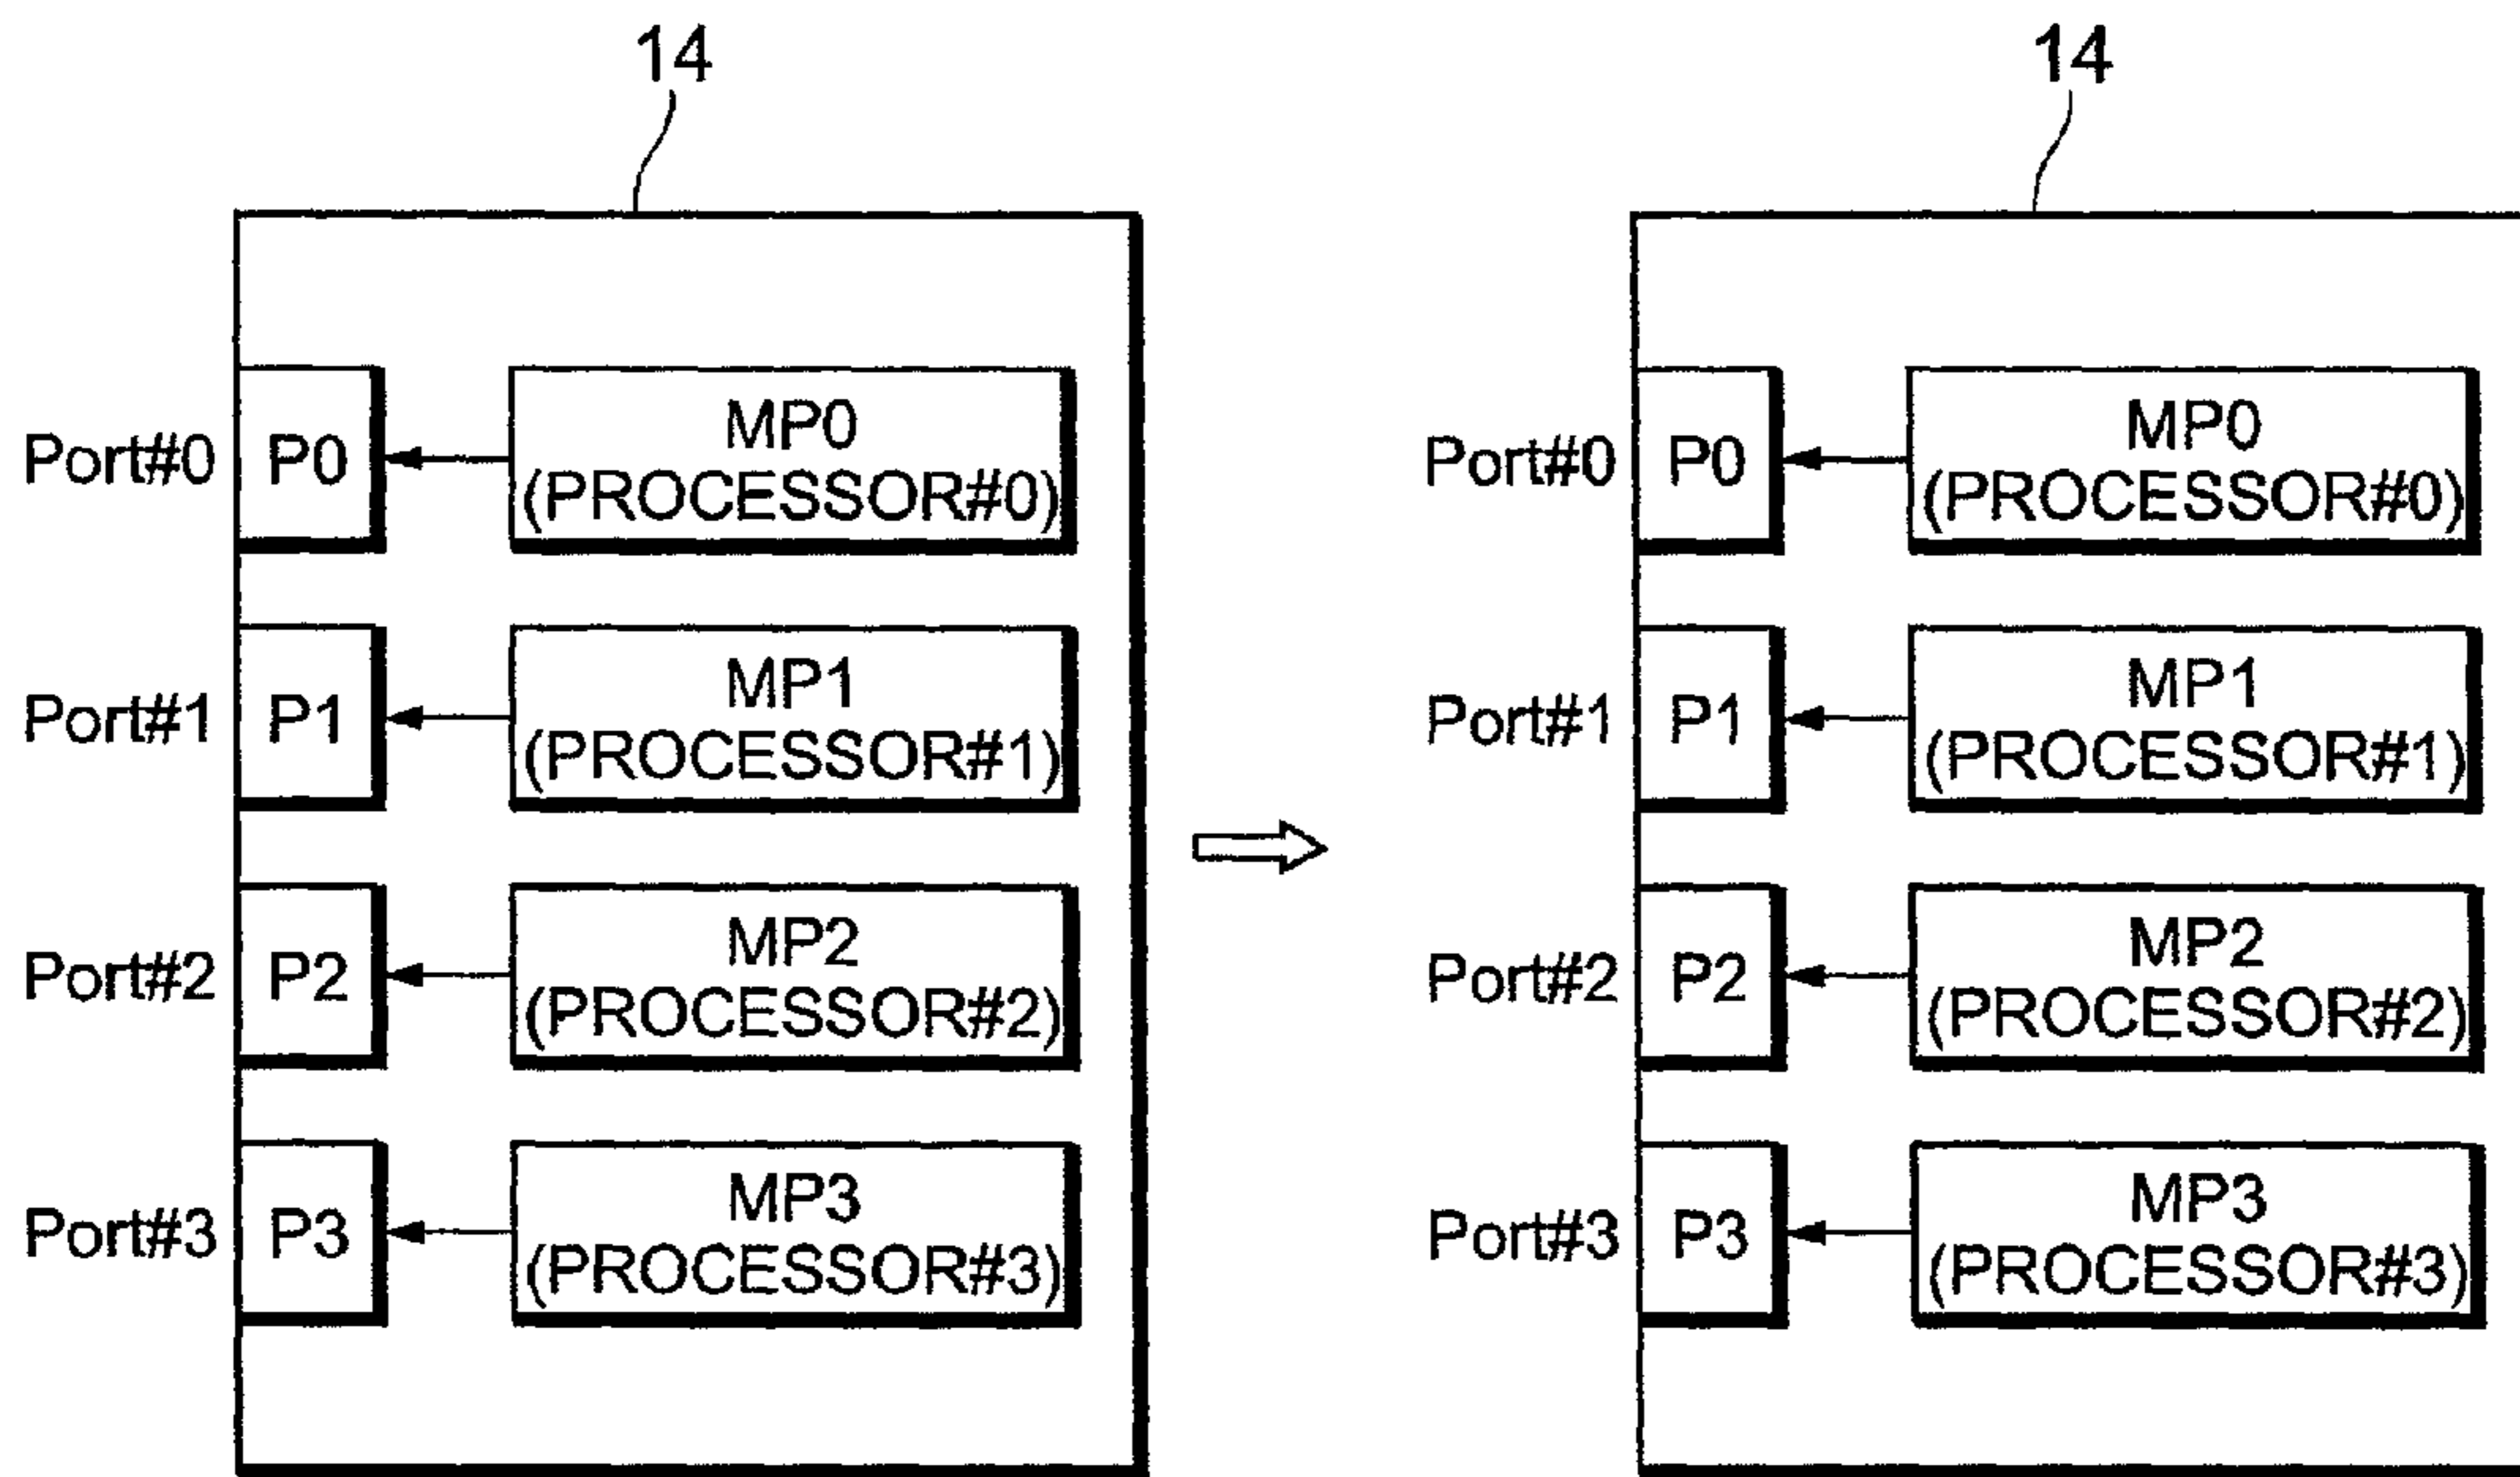 14
Port#0
P0
MP0
(PROCESSOR#0)
Port#1
P1
MP1
(PROCESSOR#1)
Port#2
P2
MP2
(PROCESSOR#2)
Port#3
P3
MP3
(PROCESSOR#3)
14
Port#0
P0
MP0
(PROCESSOR#0)
Port#1
P1
MP1
(PROCESSOR#1)
Port#2
P2
MP2
(PROCESSOR#2)
Port#3
P3
MP3
(PROCESSOR#3)